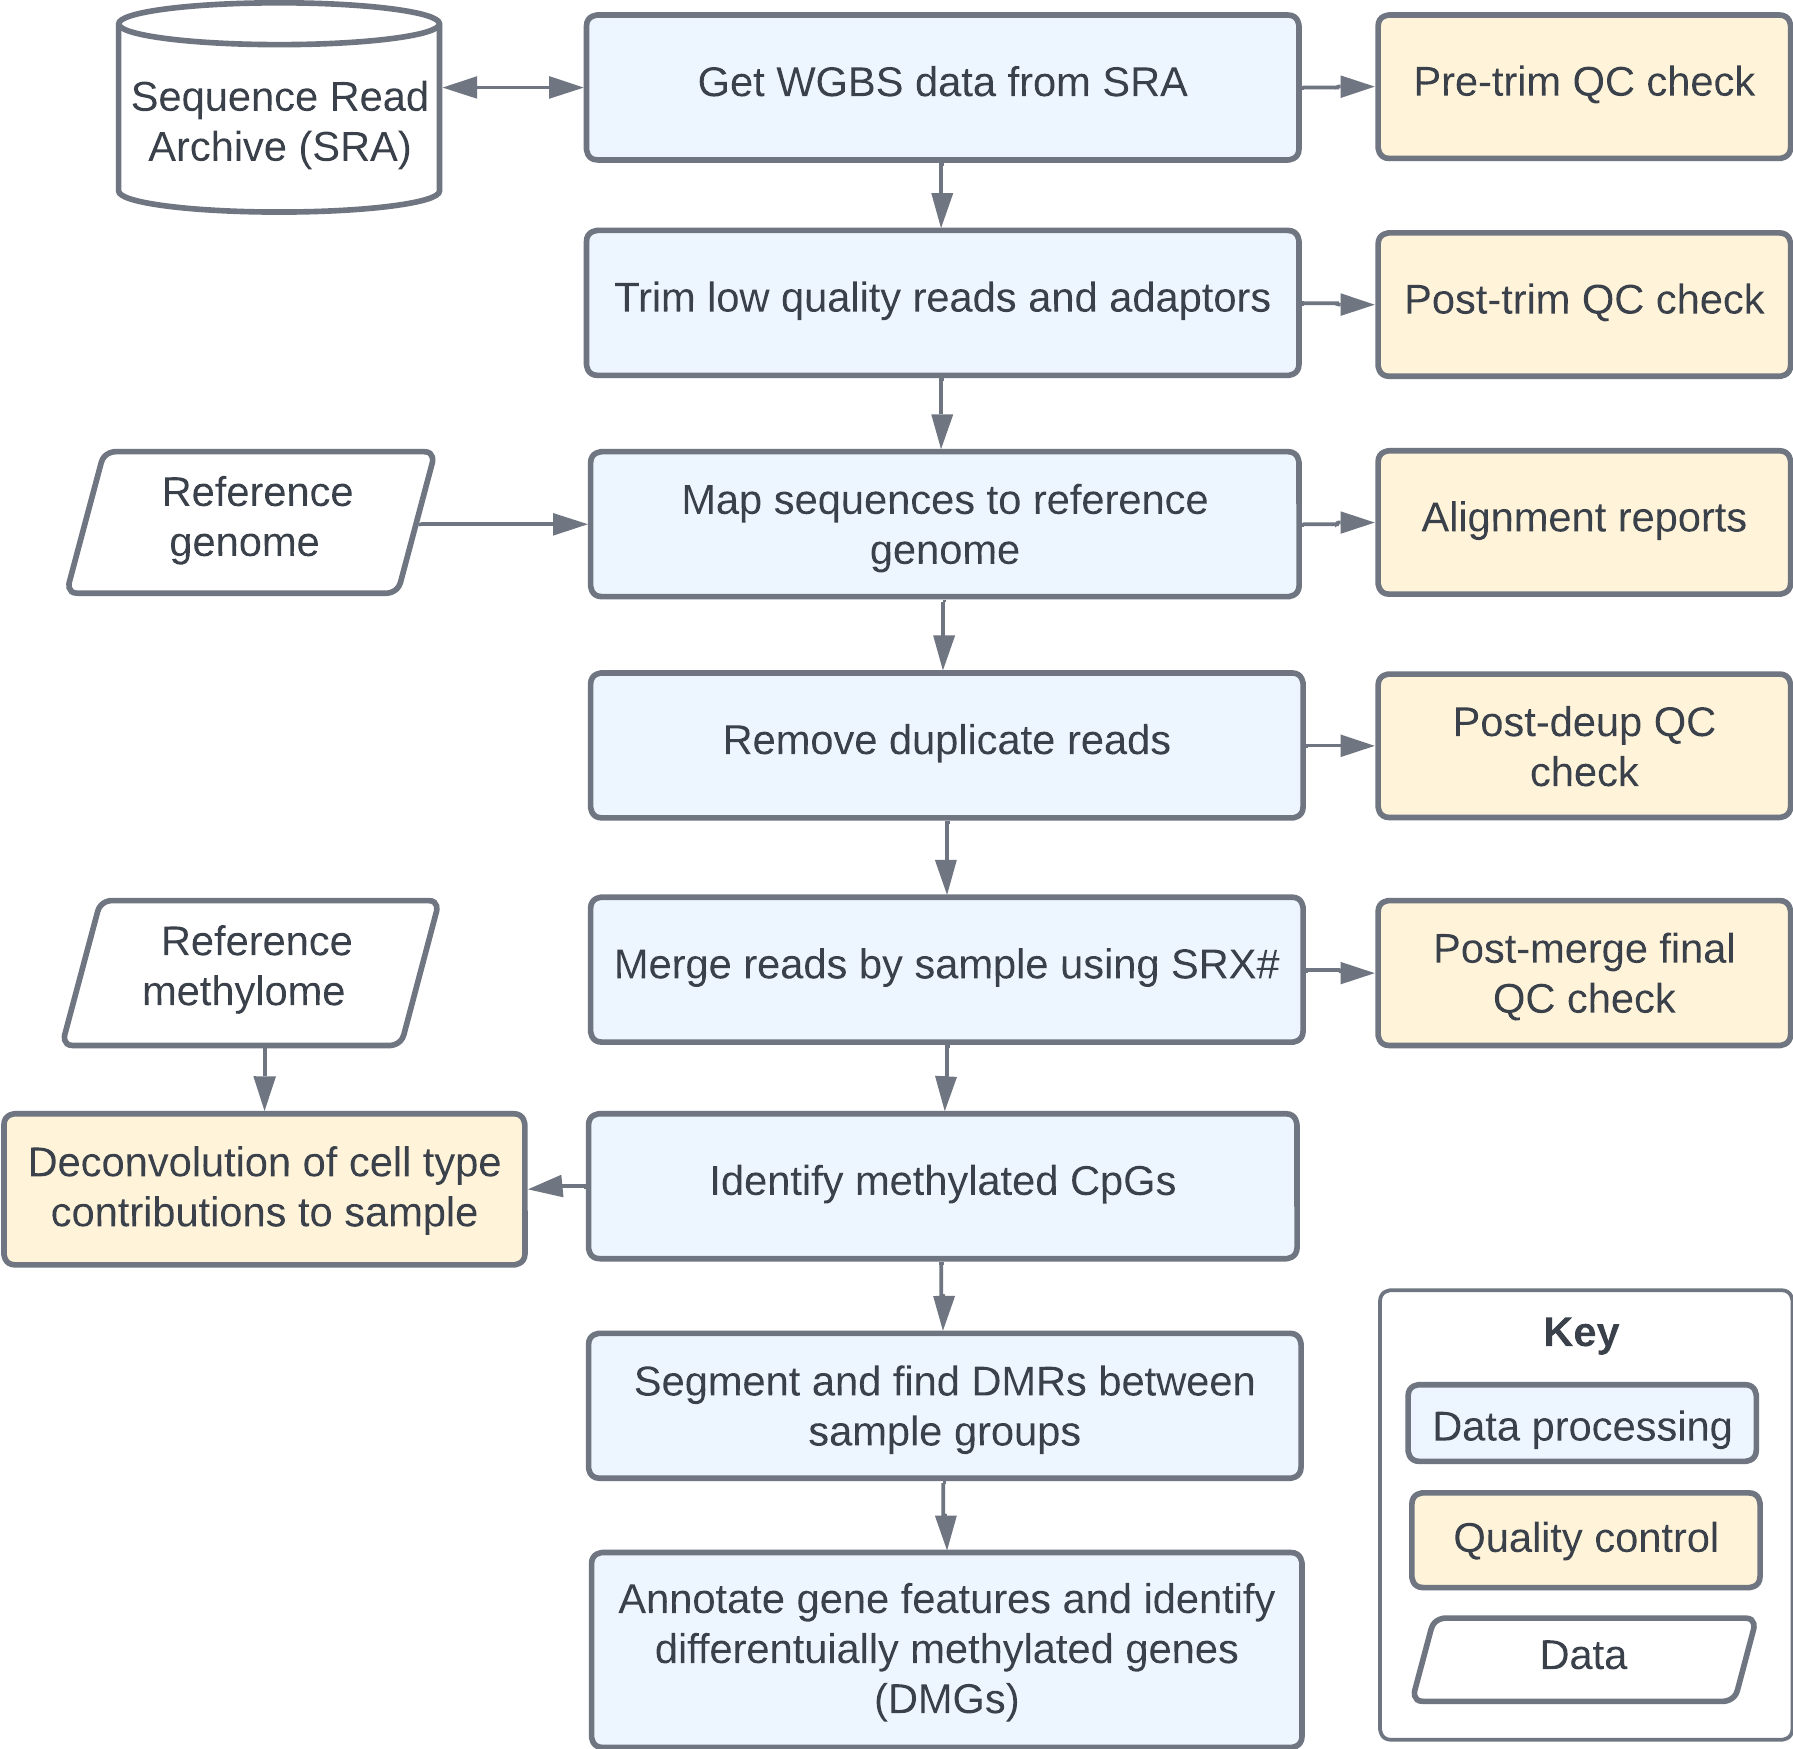 Sequence Read
Archive (SRA)
Get WGBS data from SRA
Pre-trim QC check
Trim low quality reads and adaptors
Post-trim QC check
Reference
genome
Map sequences to reference
genome
Alignment reports
Remove duplicate reads
Post-deup QC
check
Merge reads by sample using SRX#
Post-merge final
QC check
Reference
methylome
Deconvolution of cell type
contributions to sample
Identify methylated CpGs
Segment and find DMRs between
sample groups
Annotate gene features and identify
differentuially methylated genes
(DMGs)
Key
Data processing
Quality control
Data